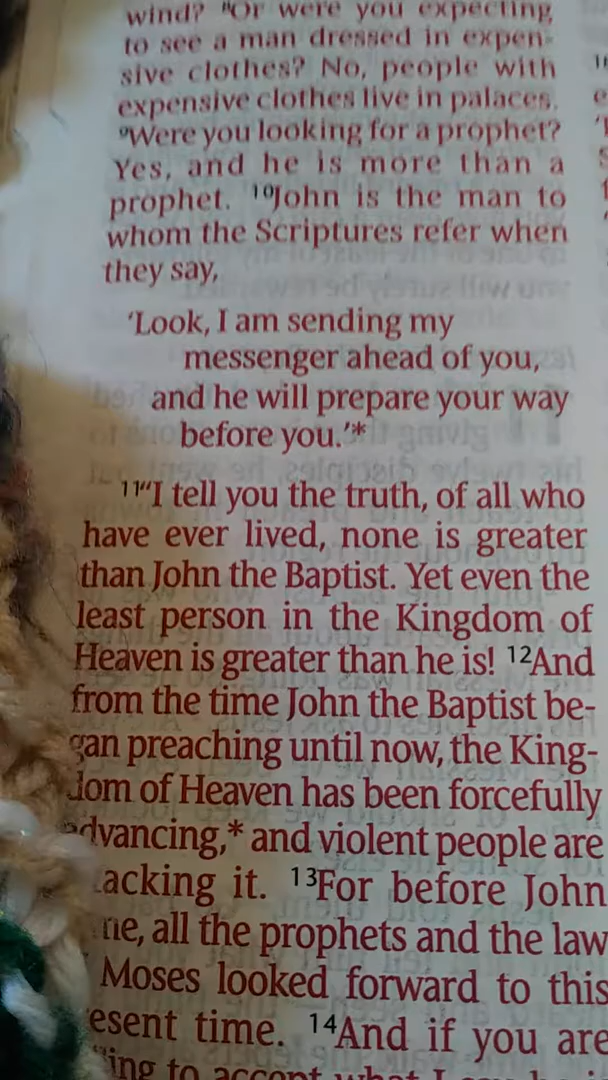 wind? ⁸Or were you expecting
to see a man dressed in expen-
sive clothes? No, people with
expensive clothes live in palaces.
⁹Were you looking for a prophet?
Yes, and he is more than a
prophet. ¹⁰John is the man to
whom the Scriptures refer when
they say,
‘Look, I am sending my
messenger ahead of you,
and he will prepare your way
before you.’*
¹¹“I tell you the truth, of all who
have ever lived, none is greater
than John the Baptist. Yet even the
least person in the Kingdom of
Heaven is greater than he is! ¹²And
from the time John the Baptist be-
gan preaching until now, the King-
dom of Heaven has been forcefully
advancing,* and violent people are
acking it. ¹³For before John
ne, all the prophets and the law
Moses looked forward to this
esent time. ¹⁴And if you are
ing to accept what I